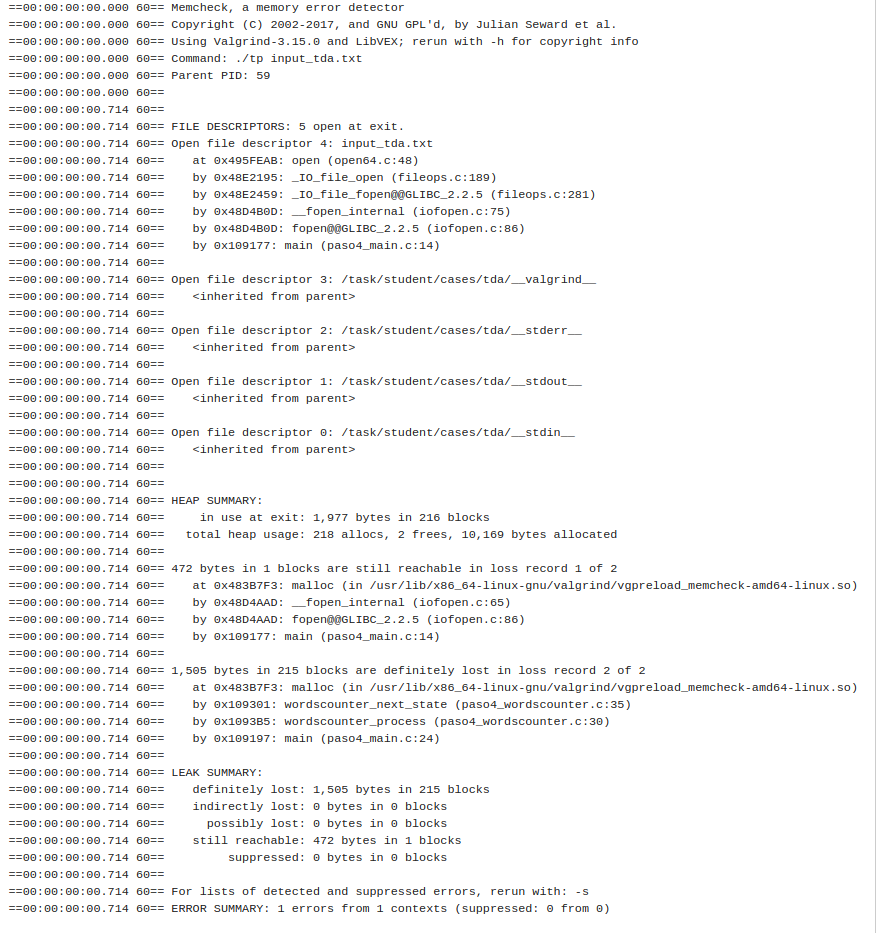 ==00:00:00:00.000 60== Memcheck, a memory error detector
==00:00:00:00.000 60== Copyright (C) 2002-2017, and GNU GPL'd, by Julian Seward et al.
==00:00:00:00.000 60== Using Valgrind-3.15.0 and LibVEX; rerun with -h for copyright info
==00:00:00:00.000 60== Command: ./tp input_tda.txt
==00:00:00:00.000 60== Parent PID: 59
==00:00:00:00.000 60==
==00:00:00:00.714 60==
==00:00:00:00.714 60== FILE DESCRIPTORS: 5 open at exit.
==00:00:00:00.714 60== Open file descriptor 4: input_tda.txt
==00:00:00:00.714 60==    at 0x495FEAB: open (open64.c:48)
==00:00:00:00.714 60==    by 0x48E2195: _IO_file_open (fileops.c:189)
==00:00:00:00.714 60==    by 0x48E2459: _IO_file_fopen@@GLIBC_2.2.5 (fileops.c:281)
==00:00:00:00.714 60==    by 0x48D4B0D: __fopen_internal (iofopen.c:75)
==00:00:00:00.714 60==    by 0x48D4B0D: fopen@@GLIBC_2.2.5 (iofopen.c:86)
==00:00:00:00.714 60==    by 0x109177: main (paso4_main.c:14)
==00:00:00:00.714 60==
==00:00:00:00.714 60== Open file descriptor 3: /task/student/cases/tda/__valgrind__
==00:00:00:00.714 60==    <inherited from parent>
==00:00:00:00.714 60==
==00:00:00:00.714 60== Open file descriptor 2: /task/student/cases/tda/__stderr__
==00:00:00:00.714 60==    <inherited from parent>
==00:00:00:00.714 60==
==00:00:00:00.714 60== Open file descriptor 1: /task/student/cases/tda/__stdout__
==00:00:00:00.714 60==    <inherited from parent>
==00:00:00:00.714 60==
==00:00:00:00.714 60== Open file descriptor 0: /task/student/cases/tda/__stdin__
==00:00:00:00.714 60==    <inherited from parent>
==00:00:00:00.714 60==
==00:00:00:00.714 60==
==00:00:00:00.714 60== HEAP SUMMARY:
==00:00:00:00.714 60==     in use at exit: 1,977 bytes in 216 blocks
==00:00:00:00.714 60==   total heap usage: 218 allocs, 2 frees, 10,169 bytes allocated
==00:00:00:00.714 60==
==00:00:00:00.714 60== 472 bytes in 1 blocks are still reachable in loss record 1 of 2
==00:00:00:00.714 60==    at 0x483B7F3: malloc (in /usr/lib/x86_64-linux-gnu/valgrind/vgpreload_memcheck-amd64-linux.so)
==00:00:00:00.714 60==    by 0x48D4AAD: __fopen_internal (iofopen.c:65)
==00:00:00:00.714 60==    by 0x48D4AAD: fopen@@GLIBC_2.2.5 (iofopen.c:86)
==00:00:00:00.714 60==    by 0x109177: main (paso4_main.c:14)
==00:00:00:00.714 60==
==00:00:00:00.714 60== 1,505 bytes in 215 blocks are definitely lost in loss record 2 of 2
==00:00:00:00.714 60==    at 0x483B7F3: malloc (in /usr/lib/x86_64-linux-gnu/valgrind/vgpreload_memcheck-amd64-linux.so)
==00:00:00:00.714 60==    by 0x109301: wordscounter_next_state (paso4_wordscounter.c:35)
==00:00:00:00.714 60==    by 0x1093B5: wordscounter_process (paso4_wordscounter.c:30)
==00:00:00:00.714 60==    by 0x109197: main (paso4_main.c:24)
==00:00:00:00.714 60==
==00:00:00:00.714 60== LEAK SUMMARY:
==00:00:00:00.714 60==    definitely lost: 1,505 bytes in 215 blocks
==00:00:00:00.714 60==    indirectly lost: 0 bytes in 0 blocks
==00:00:00:00.714 60==      possibly lost: 0 bytes in 0 blocks
==00:00:00:00.714 60==    still reachable: 472 bytes in 1 blocks
==00:00:00:00.714 60==         suppressed: 0 bytes in 0 blocks
==00:00:00:00.714 60==
==00:00:00:00.714 60== For lists of detected and suppressed errors, rerun with: -s
==00:00:00:00.714 60== ERROR SUMMARY: 1 errors from 1 contexts (suppressed: 0 from 0)